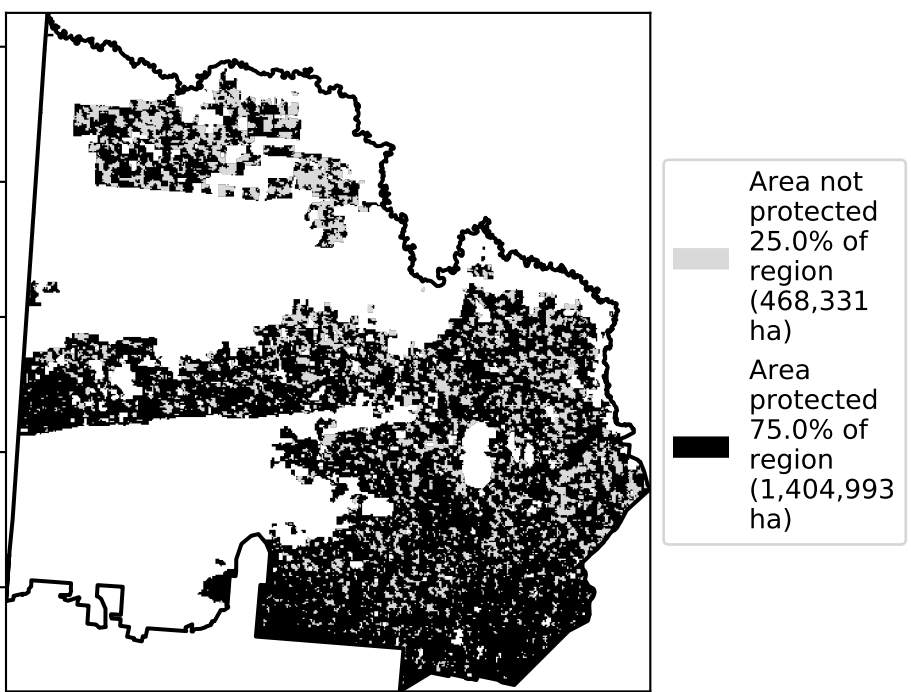 Area not
protected
25.0% of
region
(468,331
ha)
Area
protected
75.0% of
region
(1,404,993
ha)